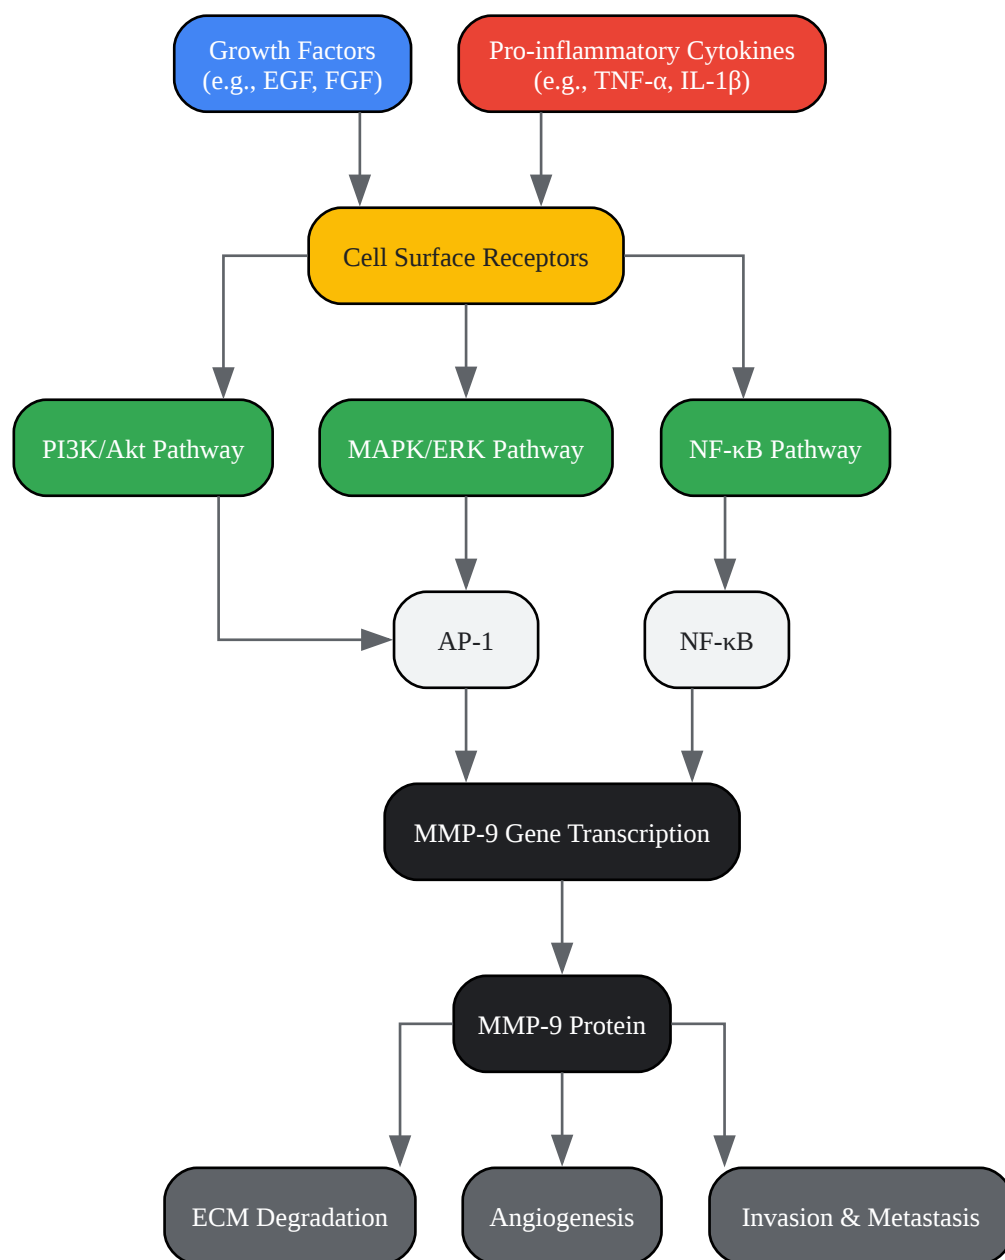 Growth Factors
(e.g., EGF, FGF)
Pro-inflammatory Cytokines
(e.g., TNF-α, IL-1β)
Cell Surface Receptors
PI3K/Akt Pathway
MAPK/ERK Pathway
NF-κB Pathway
AP-1
NF-κB
MMP-9 Gene Transcription
MMP-9 Protein
ECM Degradation
Angiogenesis
Invasion & Metastasis